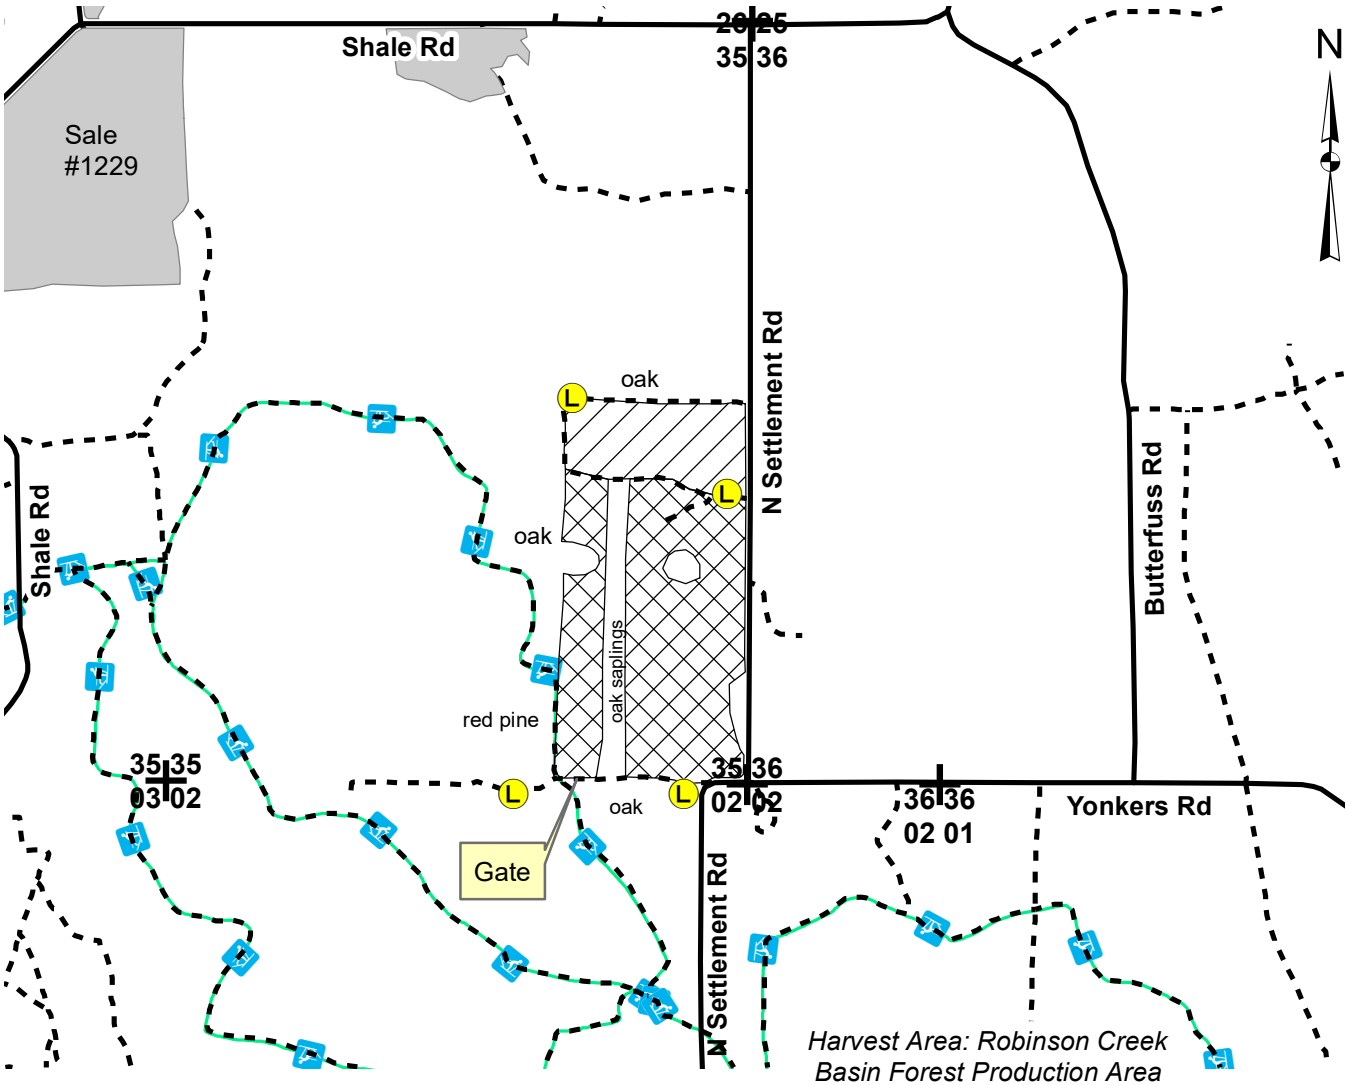 28 25
Shale Rd
35 36
N
Sale
#1229
N Settlement Rd
oak
L
L
Butterfuss Rd
Shale Rd
oak
oak saplings
red pine
35 35
03 02
35 36
02 02
L
L
oak
36 36
02 01
Yonkers Rd
Gate
N Settlement Rd
Harvest Area: Robinson Creek
Basin Forest Production Area